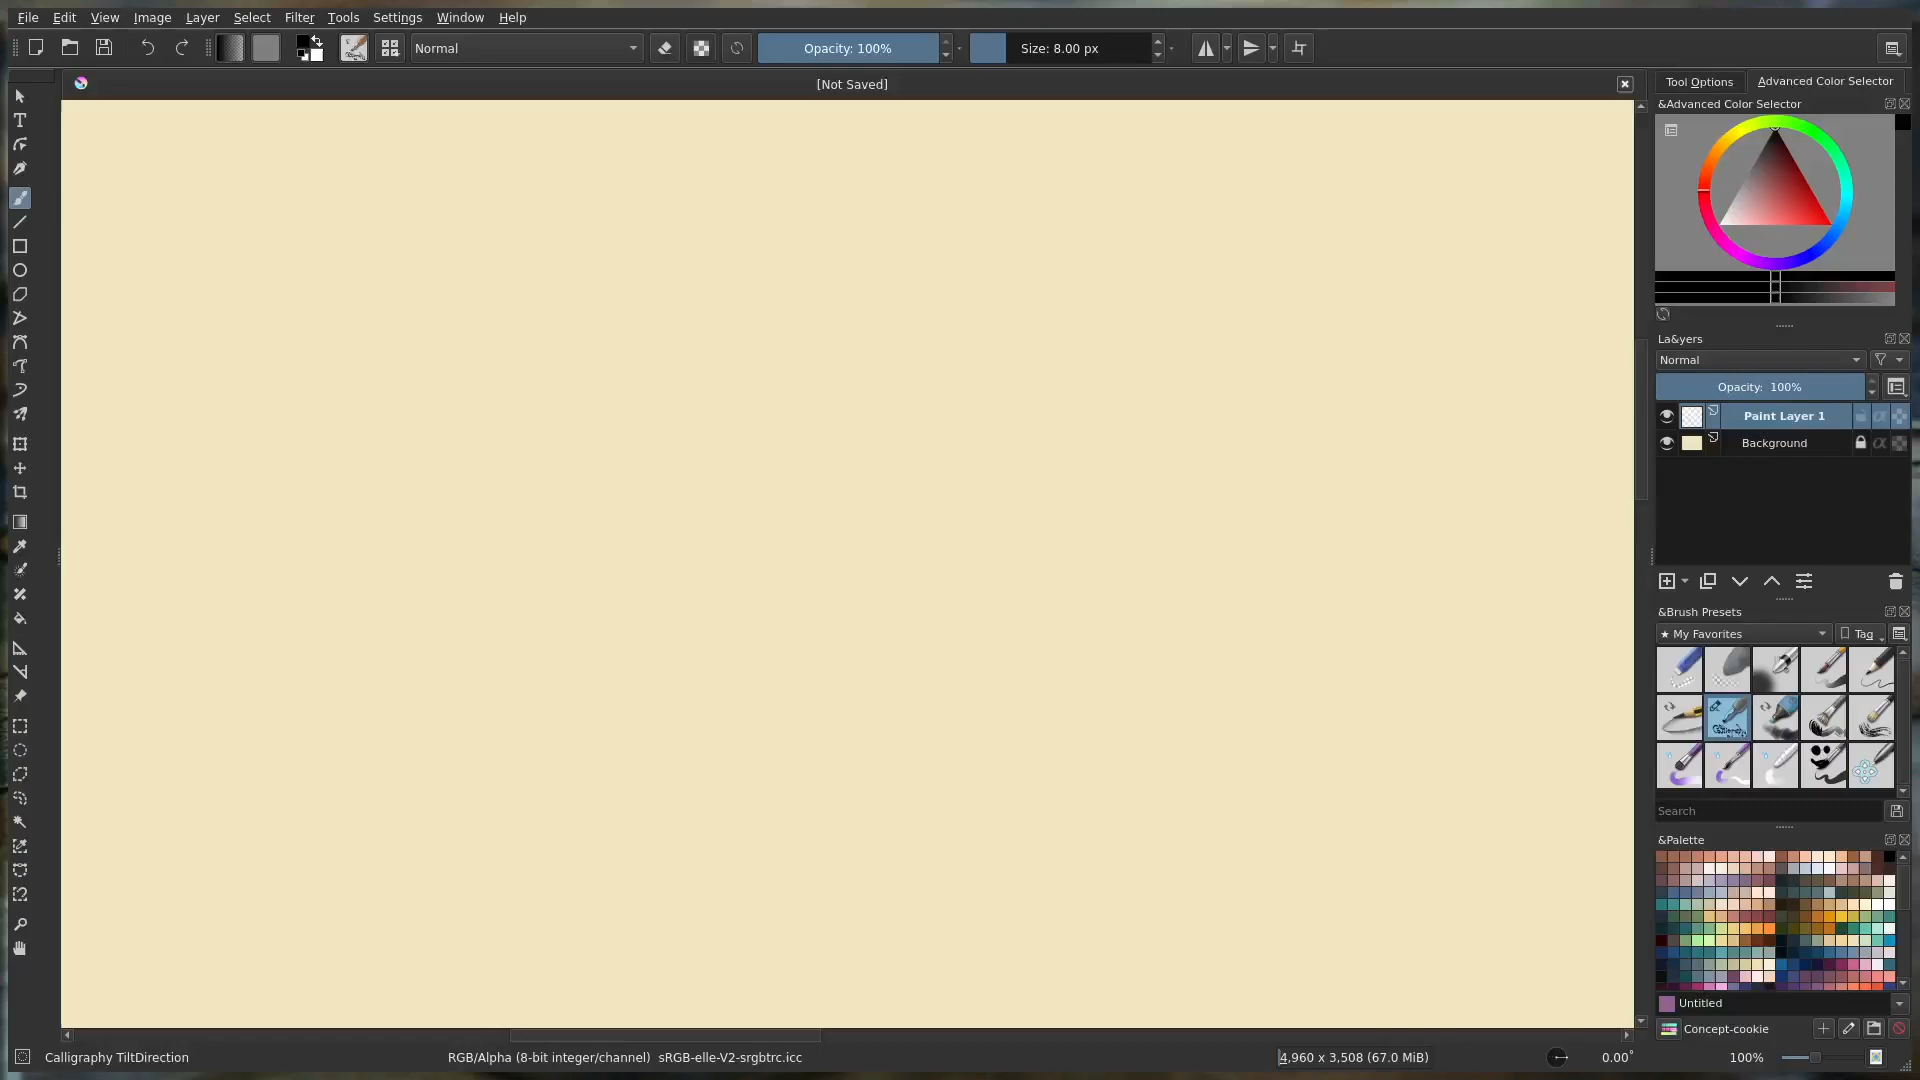 File Edit View Image Layer Select Filter Tools Settings Window Help
Normal Opacity: 100% Size: 8.00 px
[Not Saved]
Tool Options Advanced Color Selector
&Advanced Color Selector
La&yers
Normal
Opacity: 100%
Paint Layer 1
Background
&Brush Presets
★ My Favorites Tag
Search
&Palette
Untitled
Concept-cookie
Calligraphy TiltDirection RGB/Alpha (8-bit integer/channel) sRGB-elle-V2-srgbtrc.icc 4,960 x 3,508 (67.0 MiB) 0.00° 100%